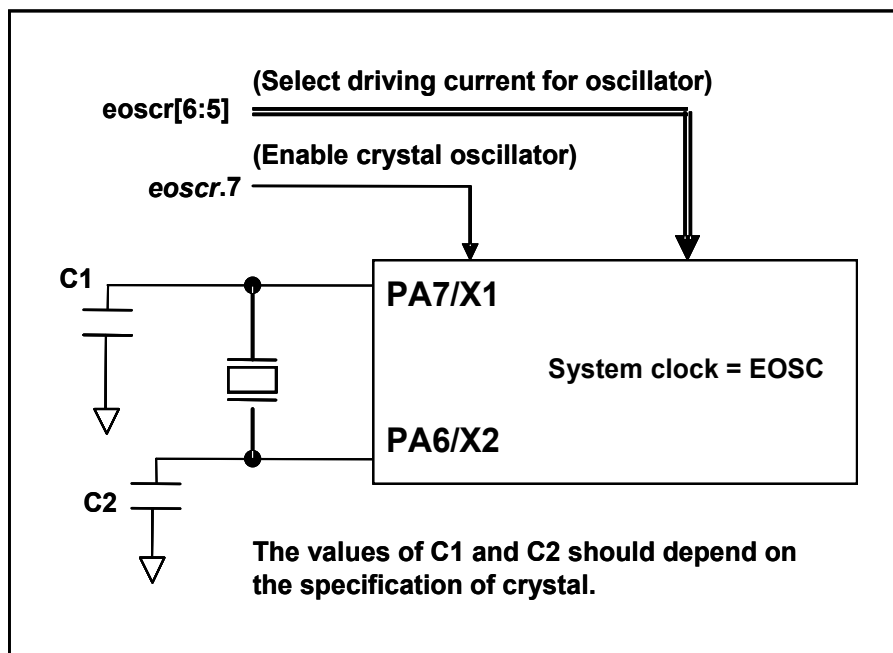 (Select driving current for oscillator)
eoscr[6:5]
(Enable crystal oscillator)
eoscr.7
C1
PA7/X1
System clock = EOSC
PA6/X2
C2
The values of C1 and C2 should depend on
the specification of crystal.